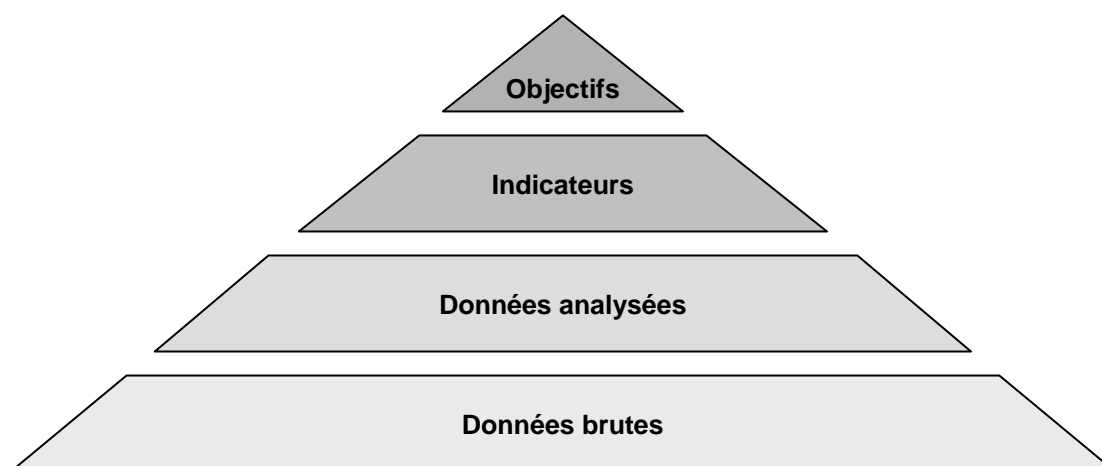 Objectifs
Indicateurs
Données analysées
Données brutes